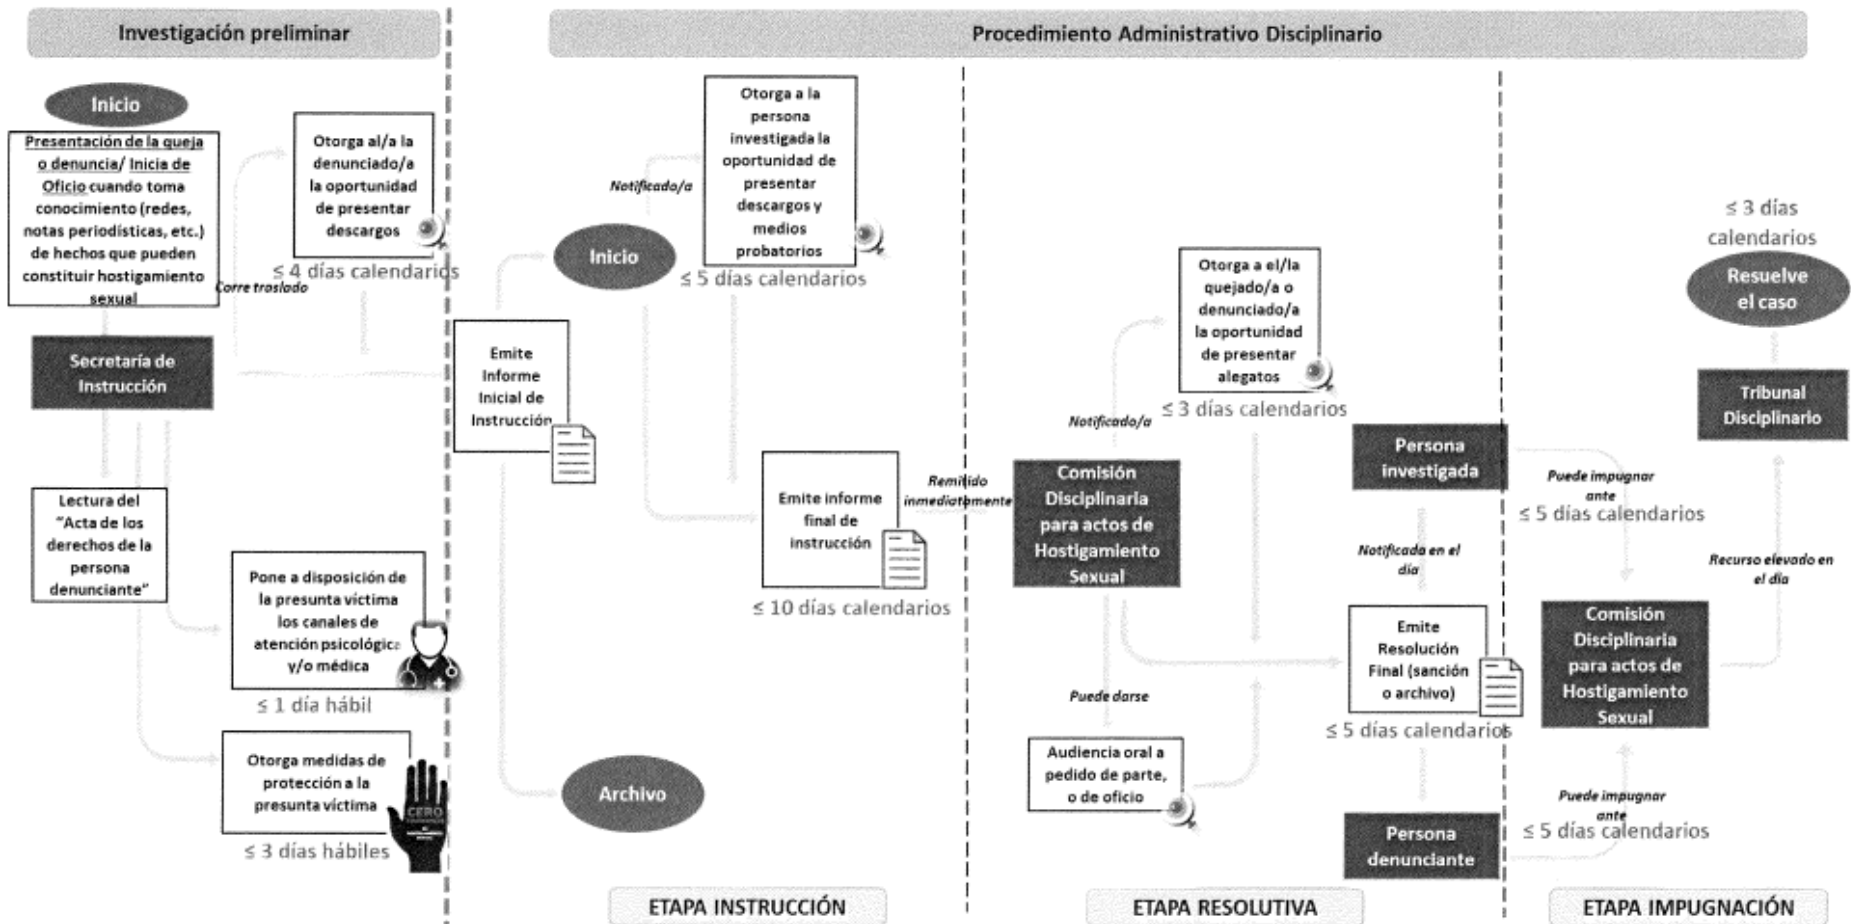 Investigación preliminar
Procedimiento Administrativo Disciplinario
Inicio
Presentación de la queja
o denuncia/ Inicia de
Oficio cuando toma
conocimiento (redes,
notas periodísticas, etc.)
de hechos que pueden
constituir hostigamiento
sexual
Otorga al/a la
denunciado/a
la oportunidad
de presentar
descargos
≤ 4 días calendarios
Corre traslado
Secretaría de
Instrucción
Lectura del
"Acta de los
derechos de la
persona
denunciante"
Pone a disposición de
la presunta víctima
los canales de
atención psicológica
y/o médica
≤ 1 día hábil
Otorga medidas de
protección a la
presunta víctima
CERO
≤ 3 días hábiles
Emite
Informe
Inicial de
Instrucción
Inicio
Notificado/a
Otorga a la
persona
investigada la
oportunidad de
presentar
descargos y
medios
probatorios
≤ 5 días calendarios
Emite informe
final de
instrucción
≤ 10 días calendarios
Archivo
Remitido
inmediatamente
ETAPA INSTRUCCIÓN
Comisión
Disciplinaria
para actos de
Hostigamiento
Sexual
Notificado/a
Otorga a el/la
quejado/a o
denunciado/a
la oportunidad
de presentar
alegatos
≤ 3 días calendarios
Puede darse
Audiencia oral a
pedido de parte,
o de oficio
Persona
investigada
Notificada en el
día
Emite
Resolución
Final (sanción
o archivo)
≤ 5 días calendarios
Persona
denunciante
ETAPA RESOLUTIVA
Puede impugnar
ante
≤ 5 días calendarios
Comisión
Disciplinaria
para actos de
Hostigamiento
Sexual
Puede impugnar
ante
≤ 5 días calendarios
Recurso elevado en
el día
Tribunal
Disciplinario
Resuelve
el caso
≤ 3 días
calendarios
ETAPA IMPUGNACIÓN